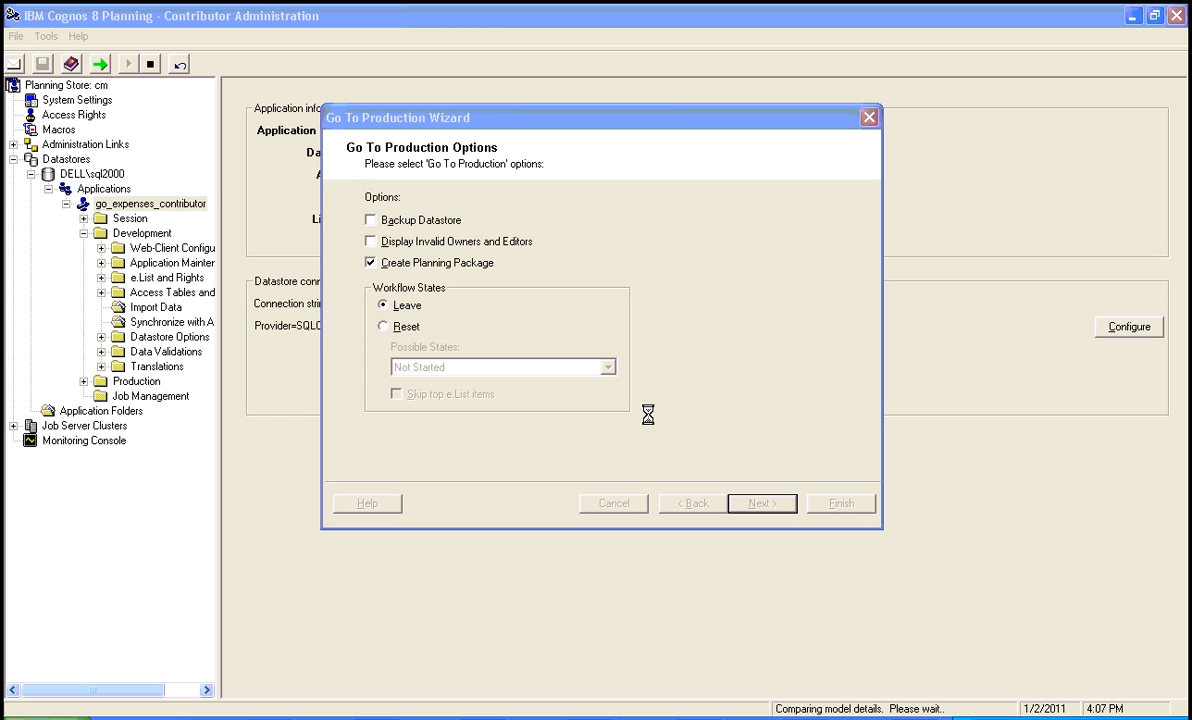 IBM Cognos 8 Planning - Contributor Administration
File Tools Help
Planning Store: cm
System Settings
Access Rights
Macros
Administration Links
Datastores
DELL\sql2000
Applications
go_expenses_contributor
Session
Development
Web-Client Configu
Application Mainter
e.List and Rights
Access Tables and
Import Data
Synchronize with A
Datastore Options
Data Validations
Translations
Production
Job Management
Application Folders
Job Server Clusters
Monitoring Console
Application info
Application
Da
A
Li
Datastore conn
Connection strin
Provider=SQLO
Configure
Go To Production Wizard
Go To Production Options
Please select 'Go To Production' options:
Options:
Backup Datastore
Display Invalid Owners and Editors
Create Planning Package
Workflow States
Leave
Reset
Possible States:
Not Started
Skip top e.List items
Help Cancel < Back Next > Finish
Comparing model details. Please wait.. 1/2/2011 4:07 PM